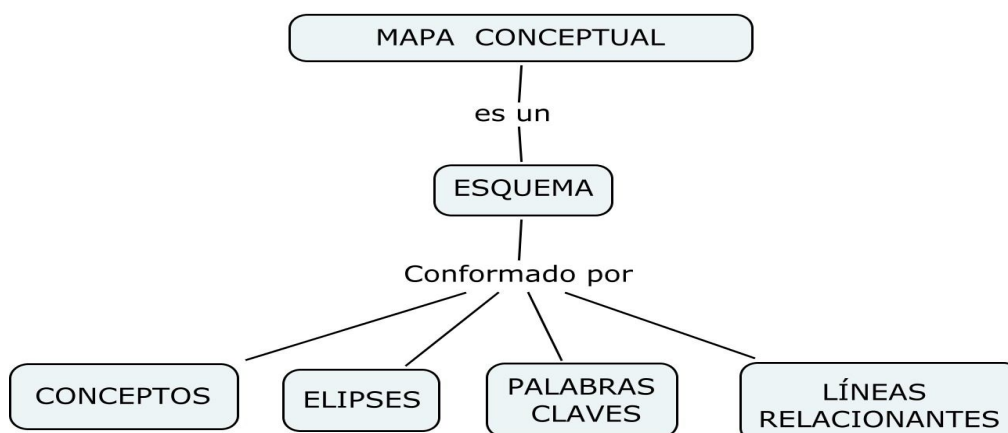 MAPA CONCEPTUAL
es un
ESQUEMA
Conformado por
CONCEPTOS
ELIPSES
PALABRAS
CLAVES
LÍNEAS
RELACIONANTES